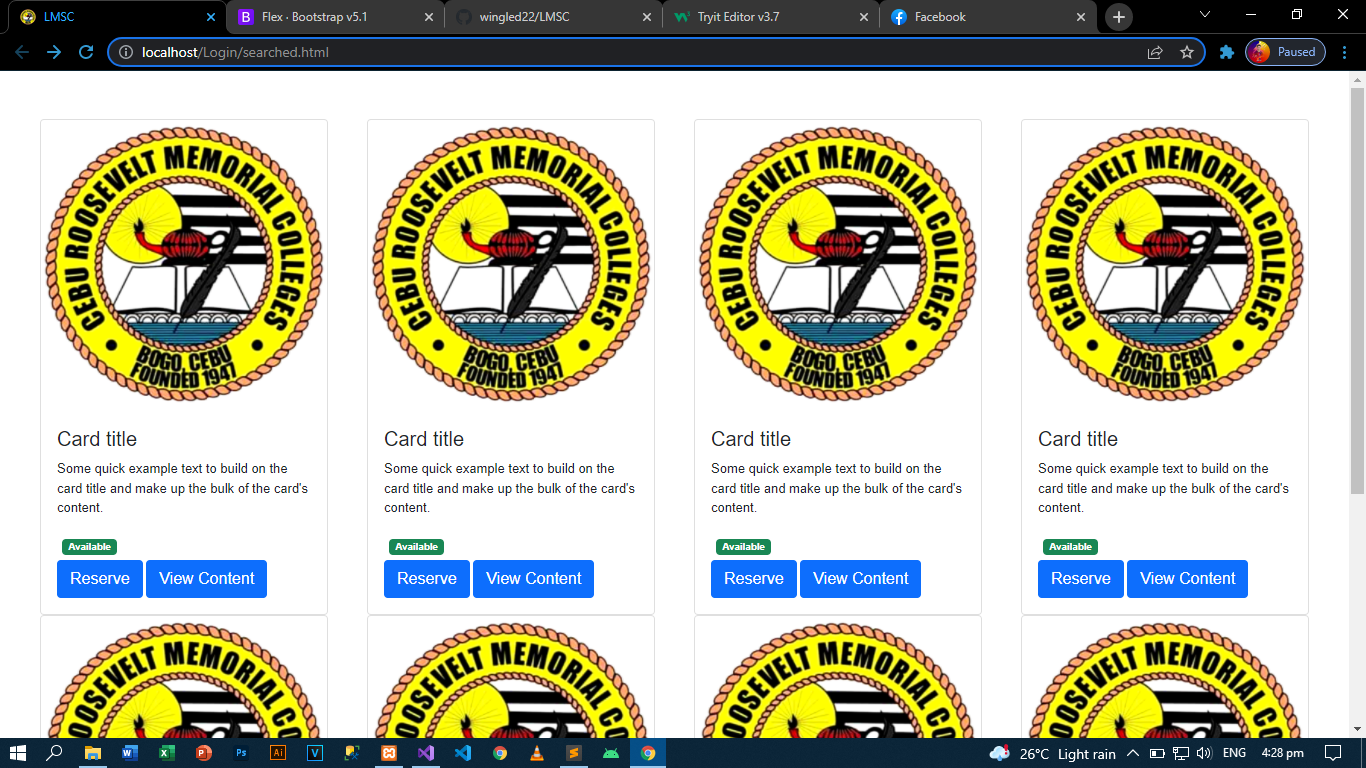 LMSC
Flex · Bootstrap v5.1
wingled22/LMSC
Tryit Editor v3.7
Facebook
localhost/Login/searched.html
Paused
CEBU ROOSEVELT MEMORIAL COLLEGES
BOGO, CEBU
FOUNDED 1947
CEBU ROOSEVELT MEMORIAL COLLEGES
BOGO, CEBU
FOUNDED 1947
CEBU ROOSEVELT MEMORIAL COLLEGES
BOGO, CEBU
FOUNDED 1947
CEBU ROOSEVELT MEMORIAL COLLEGES
BOGO, CEBU
FOUNDED 1947
Card title
Some quick example text to build on the
card title and make up the bulk of the card's
content.
Available
Reserve View Content
Card title
Some quick example text to build on the
card title and make up the bulk of the card's
content.
Available
Reserve View Content
Card title
Some quick example text to build on the
card title and make up the bulk of the card's
content.
Available
Reserve View Content
Card title
Some quick example text to build on the
card title and make up the bulk of the card's
content.
Available
Reserve View Content
ROOSEVELT MEMORIAL CO
ROOSEVELT MEMORIAL CO
ROOSEVELT MEMORIAL CO
ROOSEVELT MEMORIAL CO
26°C Light rain
ENG
4:28 pm